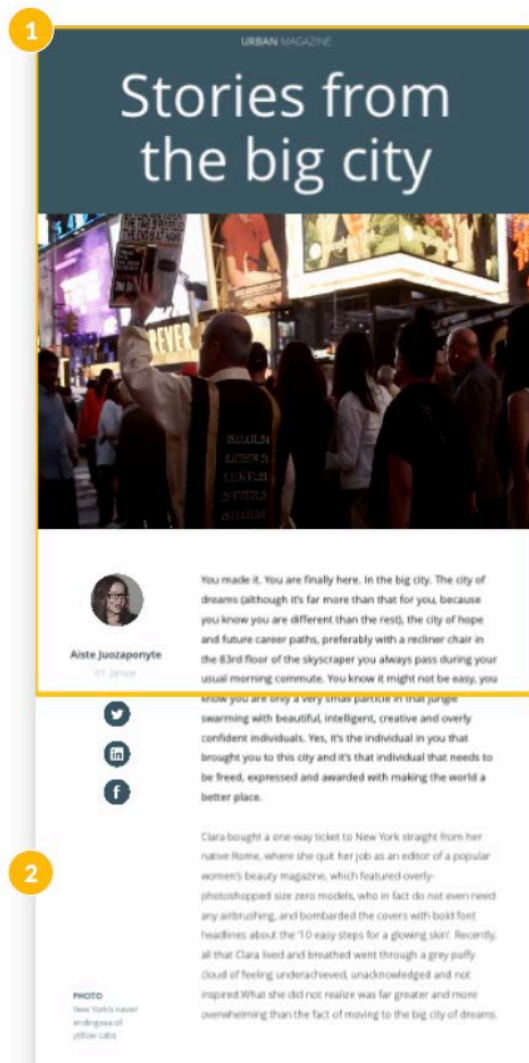 1
URBAN MAGAZINE
Stories from
the big city
EVER
ISAIAH.54
LUKE.21
You made it. You are finally here. In the big city. The city of
dreams (although it's far more than that for you, because
you know you are different than the rest), the city of hope
and future career paths, preferably with a recliner chair in
the 83rd floor of the skyscraper you always pass during your
usual morning commute. You know it might not be easy, you
know you are only a very small particle in that jungle
swarming with beautiful, intelligent, creative and overly
confident individuals. Yes, it's the individual in you that
brought you to this city and it's that individual that needs to
be freed, expressed and awarded with making the world a
better place.
Aiste Juozaponyte
01 Januar
in
f
2
Clara bought a one-way ticket to New York straight from her
native Rome, where she quit her job as an editor of a popular
women's beauty magazine, which featured overly-
photoshopped size zero models, who in fact do not even need
any airbrushing, and bombarded the covers with bold font
headlines about the '10 easy steps for a glowing skin'. Recently,
all that Clara lived and breathed went through a grey puffy
cloud of feeling underachieved, unacknowledged and not
inspired.What she did not realize was far greater and more
overwhelming than the fact of moving to the big city of dreams.
PHOTO
New York's never
endingsea of
yellow cabs